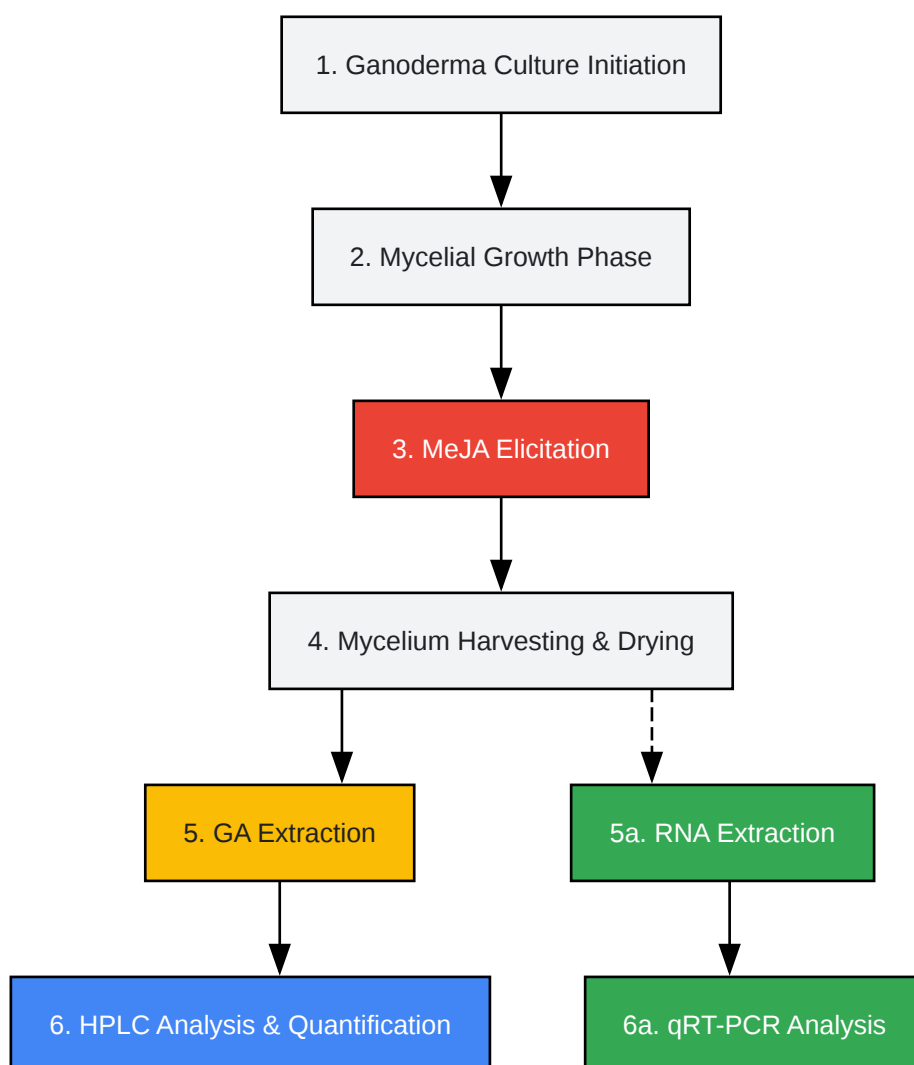 1. Ganoderma Culture Initiation
2. Mycelial Growth Phase
3. MeJA Elicitation
4. Mycelium Harvesting & Drying
5. GA Extraction
5a. RNA Extraction
6. HPLC Analysis & Quantification
6a. qRT-PCR Analysis